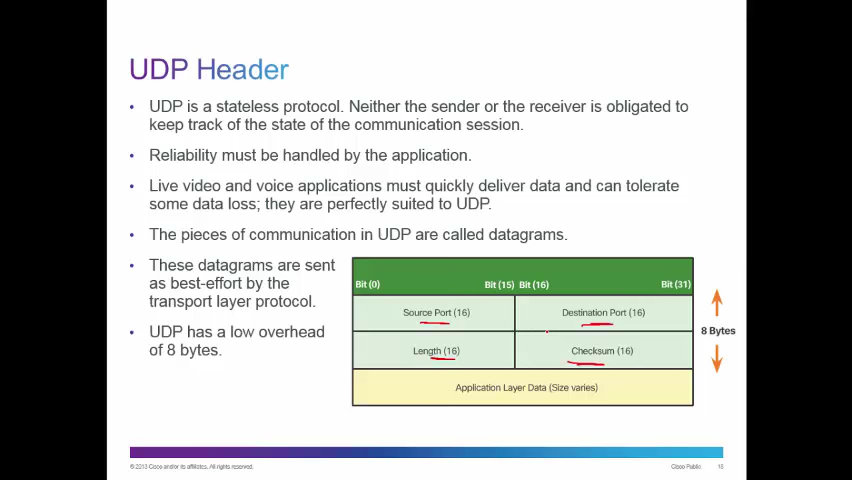 UDP Header
• UDP is a stateless protocol. Neither the sender or the receiver is obligated to
keep track of the state of the communication session.
• Reliability must be handled by the application.
• Live video and voice applications must quickly deliver data and can tolerate
some data loss; they are perfectly suited to UDP.
• The pieces of communication in UDP are called datagrams.
• These datagrams are sent
as best-effort by the
transport layer protocol.
• UDP has a low overhead
of 8 bytes.
Bit (0) Bit (15) Bit (16) Bit (31)
Source Port (16) Destination Port (16)
8 Bytes
Length (16) Checksum (16)
Application Layer Data (Size varies)
© 2013 Cisco and/or its affiliates. All rights reserved. Cisco Public 15